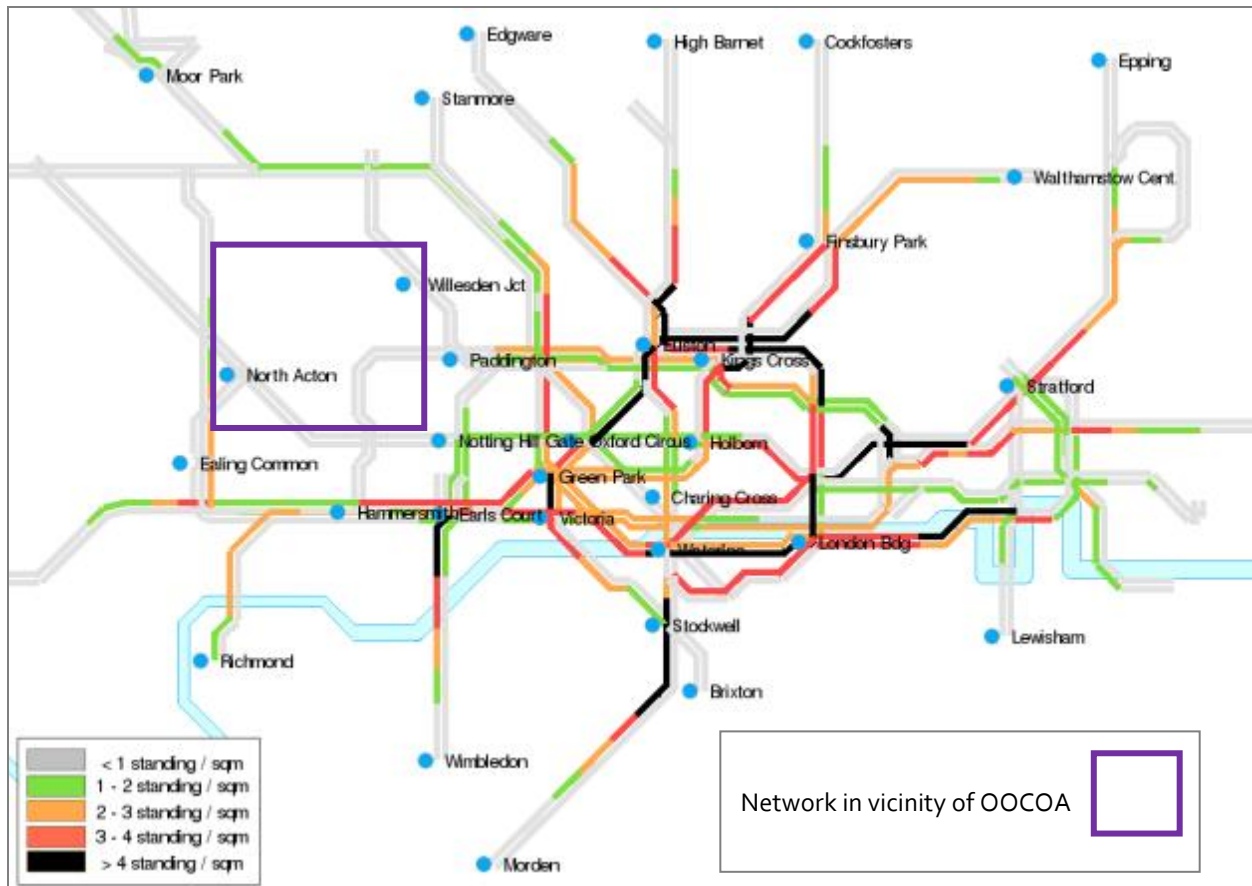 Edgware
High Barnet
Cockfosters
Epping
Moor Park
Stanmore
Walthamstow Cent.
Finsbury Park
Willesden Jct
Euston
Paddington
Kings Cross
North Acton
Stratford
Notting Hill Gate
Oxford Circus
Holborn
Ealing Common
Green Park
Charing Cross
Hammersmith
Earls Court
Victoria
Waterloo
London Bdg
Stockwell
Lewisham
Richmond
Brixton
Wimbledon
Morden
< 1 standing / sqm
1 - 2 standing / sqm
2 - 3 standing / sqm
3 - 4 standing / sqm
> 4 standing / sqm
Network in vicinity of OOCOA